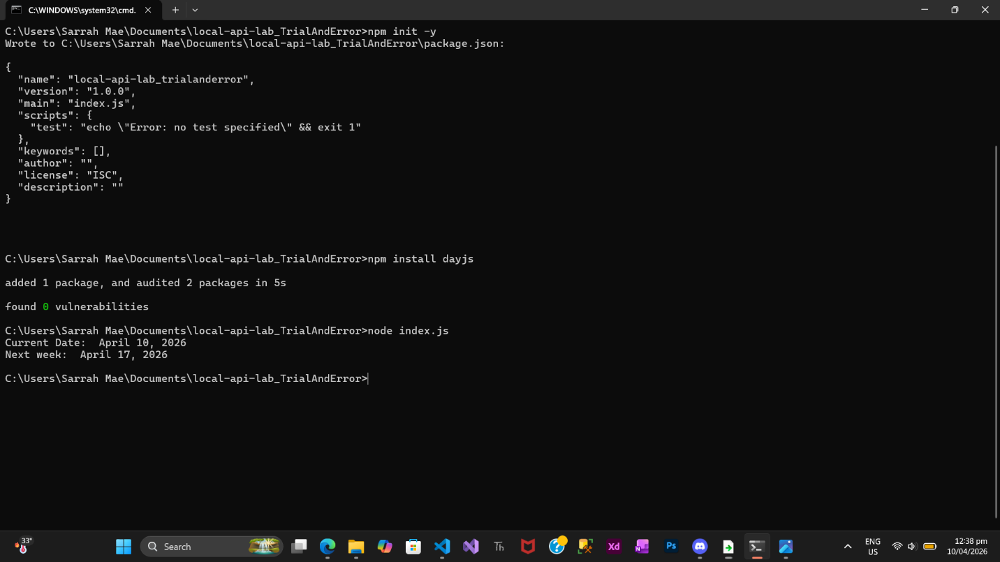 C:\WINDOWS\system32\cmd.
C:\Users\Sarrah Mae\Documents\local-api-lab_TrialAndError>npm init -y
Wrote to C:\Users\Sarrah Mae\Documents\local-api-lab_TrialAndError\package.json:
{
  "name": "local-api-lab_trialanderror",
  "version": "1.0.0",
  "main": "index.js",
  "scripts": {
    "test": "echo \"Error: no test specified\" && exit 1"
  },
  "keywords": [],
  "author": "",
  "license": "ISC",
  "description": ""
}
C:\Users\Sarrah Mae\Documents\local-api-lab_TrialAndError>npm install dayjs
added 1 package, and audited 2 packages in 5s
found 0 vulnerabilities
C:\Users\Sarrah Mae\Documents\local-api-lab_TrialAndError>node index.js
Current Date:  April 10, 2026
Next week:  April 17, 2026
C:\Users\Sarrah Mae\Documents\local-api-lab_TrialAndError>
33°
Search
Th
Xd
N
Ps
ENG
US
12:38 pm
10/04/2026